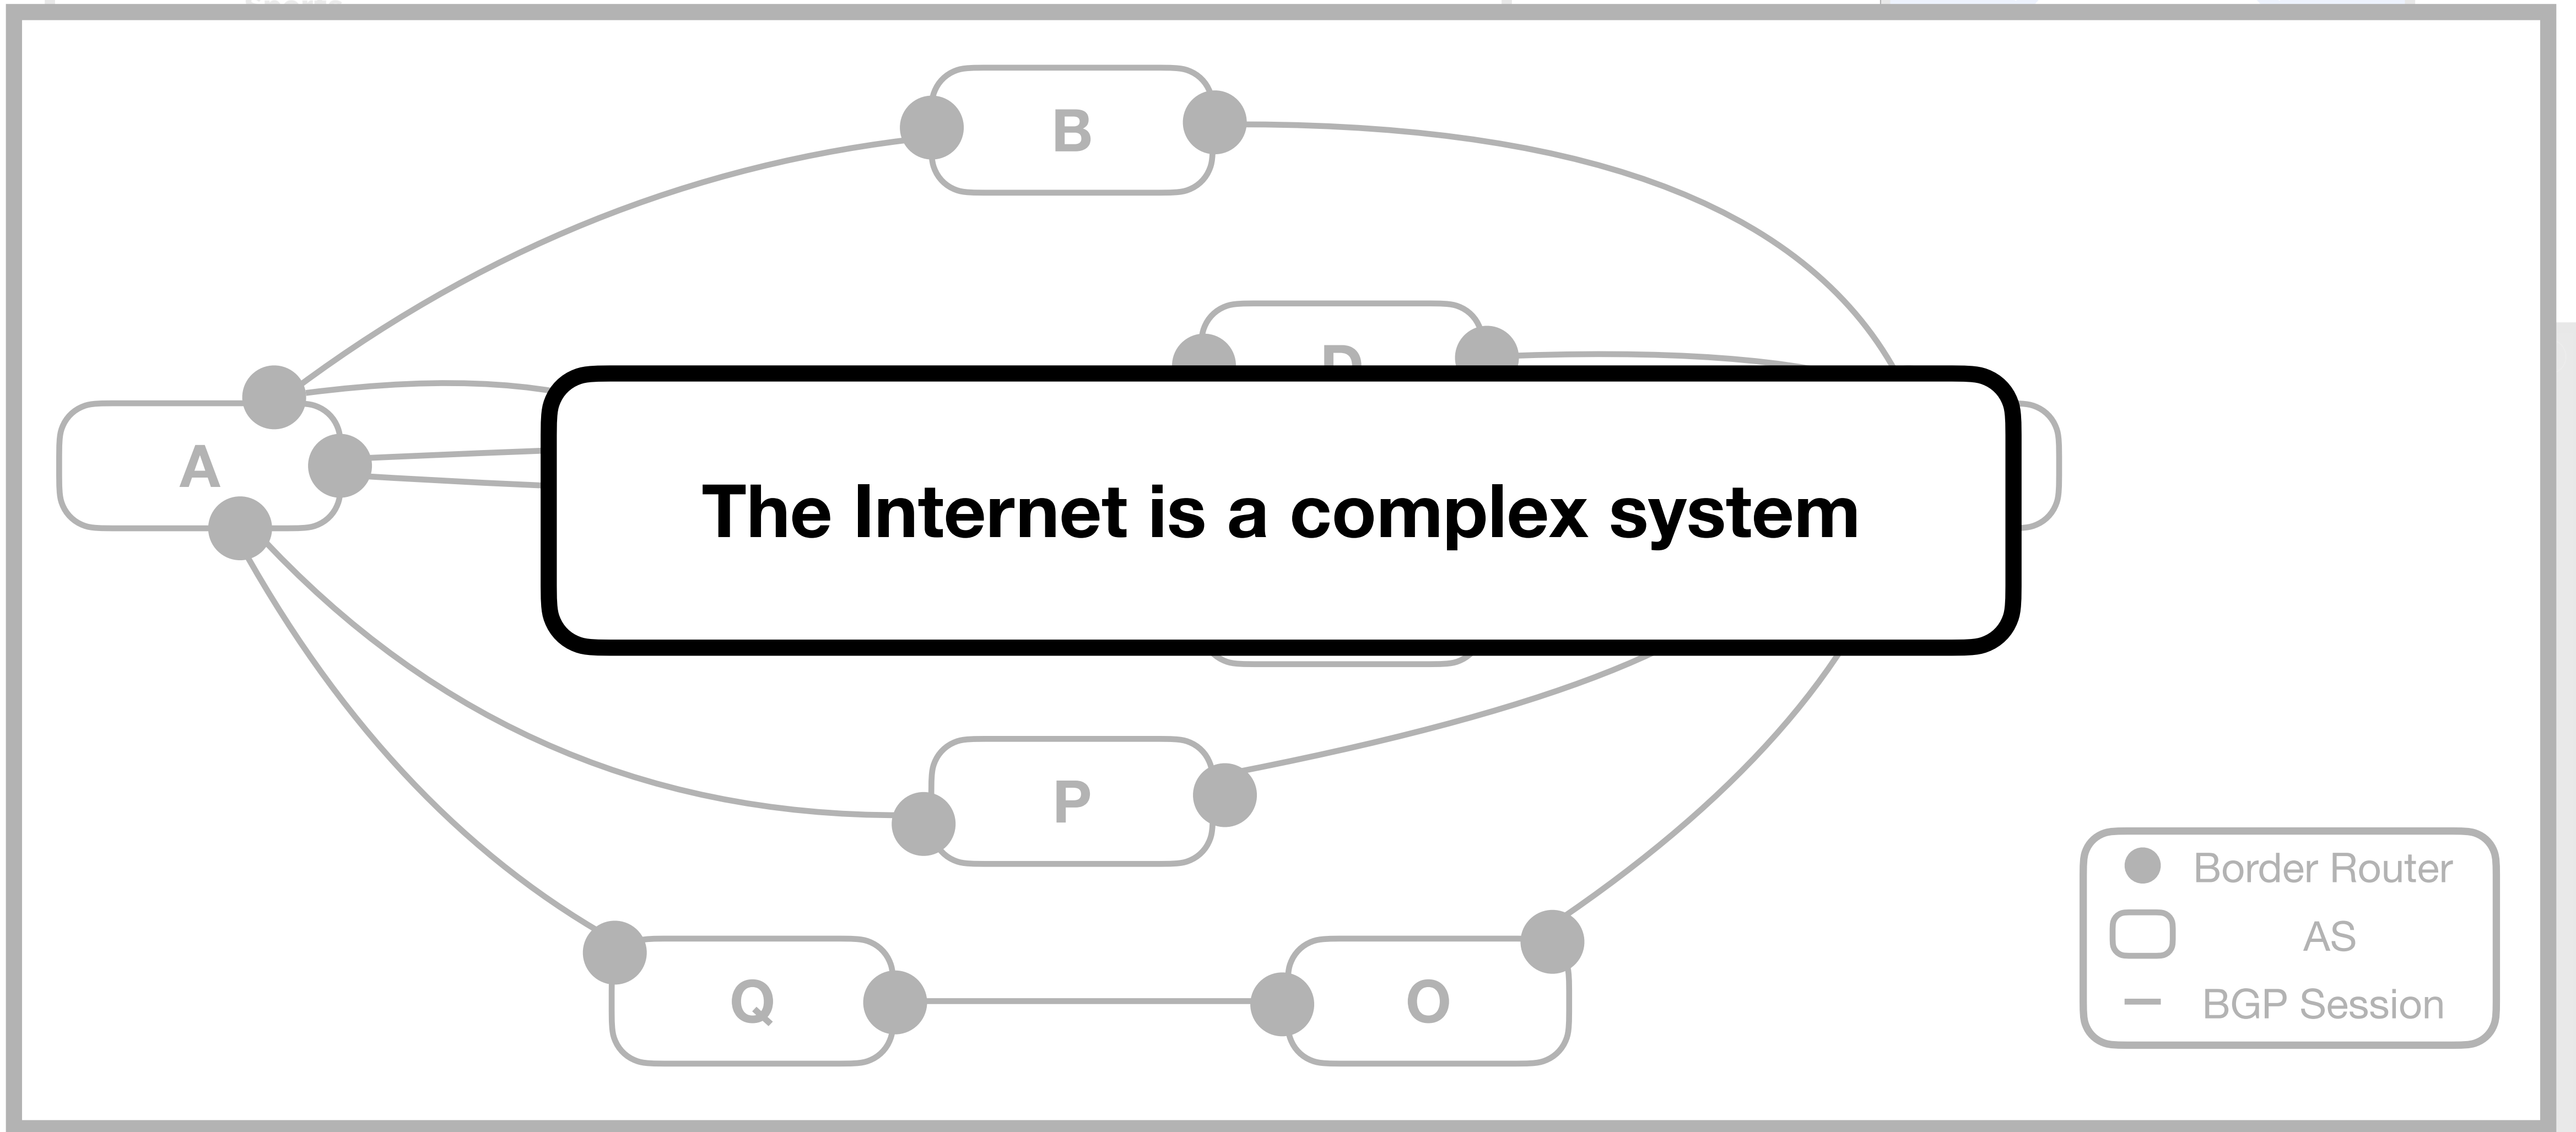 B
D
A
The Internet is a complex system
P
Border Router
AS
Q
O
BGP Session